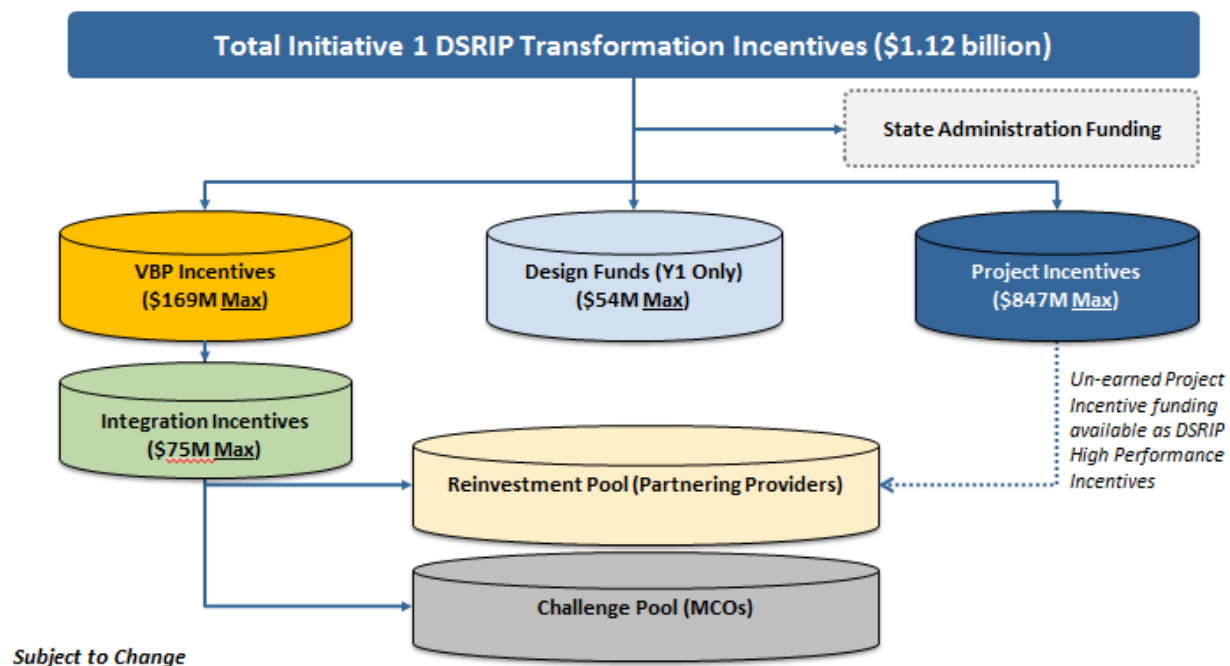 Total Initiative 1 DSRIP Transformation Incentives ($1.12 billion)
State Administration Funding
VBP Incentives
($169M Max)
Design Funds (Y1 Only)
($54M Max)
Project Incentives
($847M Max)
Integration Incentives
($75M Max)
Un-earned Project
Incentive funding
available as DSRIP
High Performance
Incentives
Reinvestment Pool (Partnering Providers)
Challenge Pool (MCOs)
Subject to Change